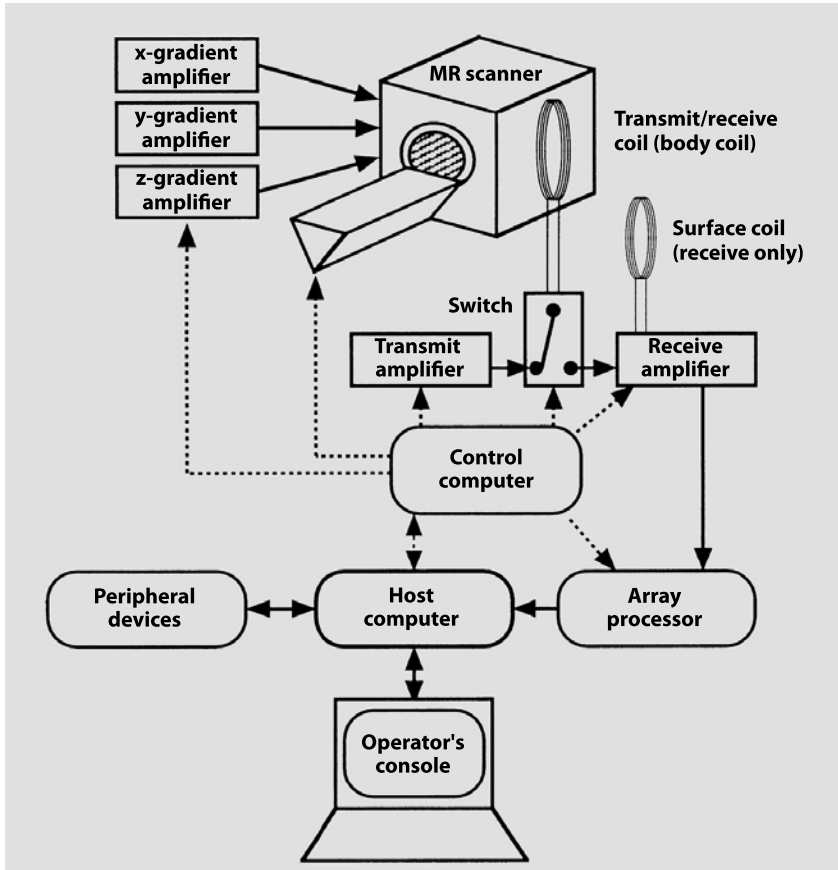 x-gradient
amplifier
MR scanner
y-gradient
amplifier
Transmit/receive
coil (body coil)
z-gradient
amplifier
Surface coil
(receive only)
Switch
Transmit
amplifier
Receive
amplifier
Control
computer
Peripheral
devices
Host
computer
Array
processor
Operator's
console